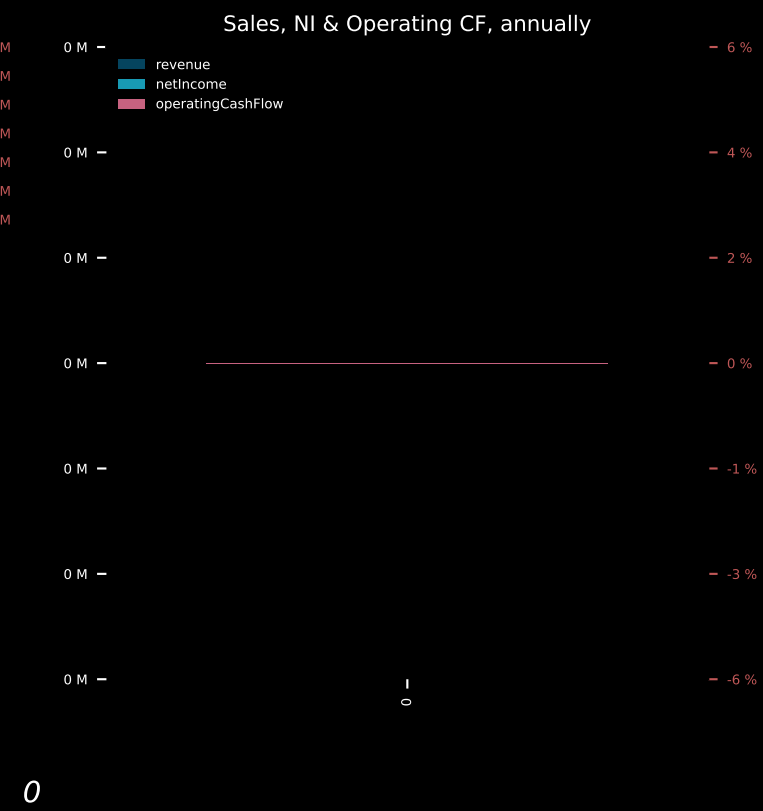 Sales, NI & Operating CF, annually
M
M
M
M
M
M
M
0 M
0 M
0 M
0 M
0 M
0 M
0 M
revenue
netIncome
operatingCashFlow
6 %
4 %
2 %
0 %
-1 %
-3 %
-6 %
0
0